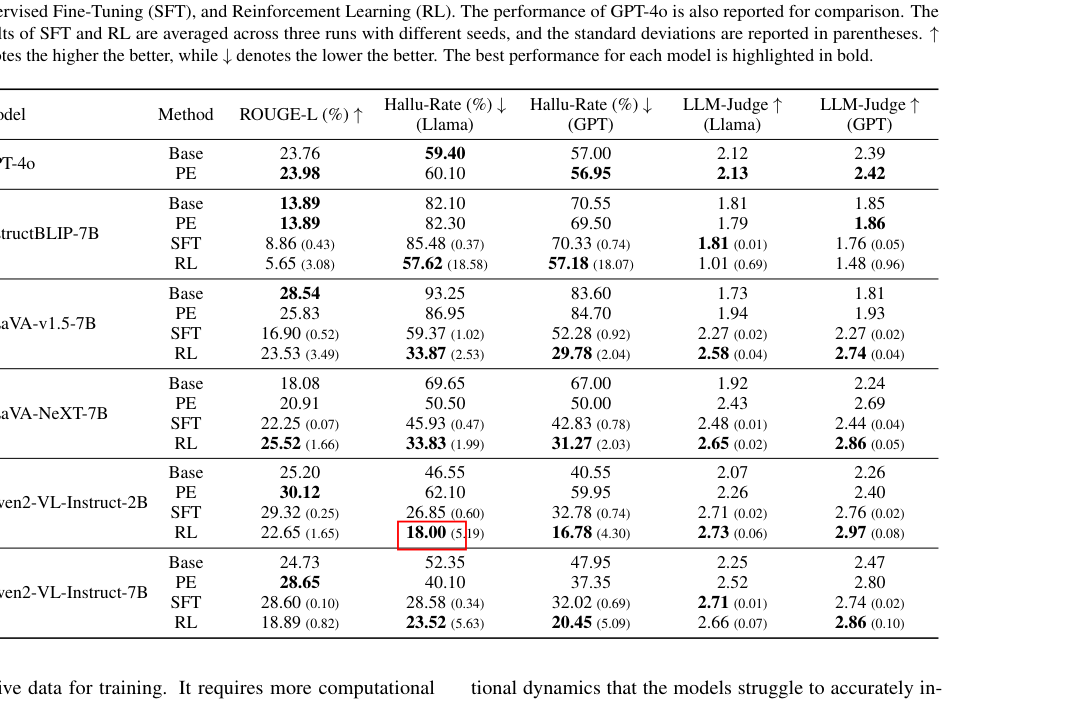 ervised Fine-Tuning (SFT), and Reinforcement Learning (RL). The performance of GPT-4o is also reported for comparison. The
lts of SFT and RL are averaged across three runs with different seeds, and the standard deviations are reported in parentheses. ↑
otes the higher the better, while ↓ denotes the lower the better. The best performance for each model is highlighted in bold.
odel Method ROUGE-L (%) ↑ Hallu-Rate (%) ↓ (Llama) Hallu-Rate (%) ↓ (GPT) LLM-Judge ↑ (Llama) LLM-Judge ↑ (GPT)
PT-4o
Base 23.76 59.40 57.00 2.12 2.39
PE 23.98 60.10 56.95 2.13 2.42
structBLIP-7B
Base 13.89 82.10 70.55 1.81 1.85
PE 13.89 82.30 69.50 1.79 1.86
SFT 8.86 (0.43) 85.48 (0.37) 70.33 (0.74) 1.81 (0.01) 1.76 (0.05)
RL 5.65 (3.08) 57.62 (18.58) 57.18 (18.07) 1.01 (0.69) 1.48 (0.96)
aVA-v1.5-7B
Base 28.54 93.25 83.60 1.73 1.81
PE 25.83 86.95 84.70 1.94 1.93
SFT 16.90 (0.52) 59.37 (1.02) 52.28 (0.92) 2.27 (0.02) 2.27 (0.02)
RL 23.53 (3.49) 33.87 (2.53) 29.78 (2.04) 2.58 (0.04) 2.74 (0.04)
aVA-NeXT-7B
Base 18.08 69.65 67.00 1.92 2.24
PE 20.91 50.50 50.00 2.43 2.69
SFT 22.25 (0.07) 45.93 (0.47) 42.83 (0.78) 2.48 (0.01) 2.44 (0.04)
RL 25.52 (1.66) 33.83 (1.99) 31.27 (2.03) 2.65 (0.02) 2.86 (0.05)
wen2-VL-Instruct-2B
Base 25.20 46.55 40.55 2.07 2.26
PE 30.12 62.10 59.95 2.26 2.40
SFT 29.32 (0.25) 26.85 (0.60) 32.78 (0.74) 2.71 (0.02) 2.76 (0.02)
RL 22.65 (1.65) 18.00 (5.19) 16.78 (4.30) 2.73 (0.06) 2.97 (0.08)
wen2-VL-Instruct-7B
Base 24.73 52.35 47.95 2.25 2.47
PE 28.65 40.10 37.35 2.52 2.80
SFT 28.60 (0.10) 28.58 (0.34) 32.02 (0.69) 2.71 (0.01) 2.74 (0.02)
RL 18.89 (0.82) 23.52 (5.63) 20.45 (5.09) 2.66 (0.07) 2.86 (0.10)
ive data for training. It requires more computational
tional dynamics that the models struggle to accurately in-